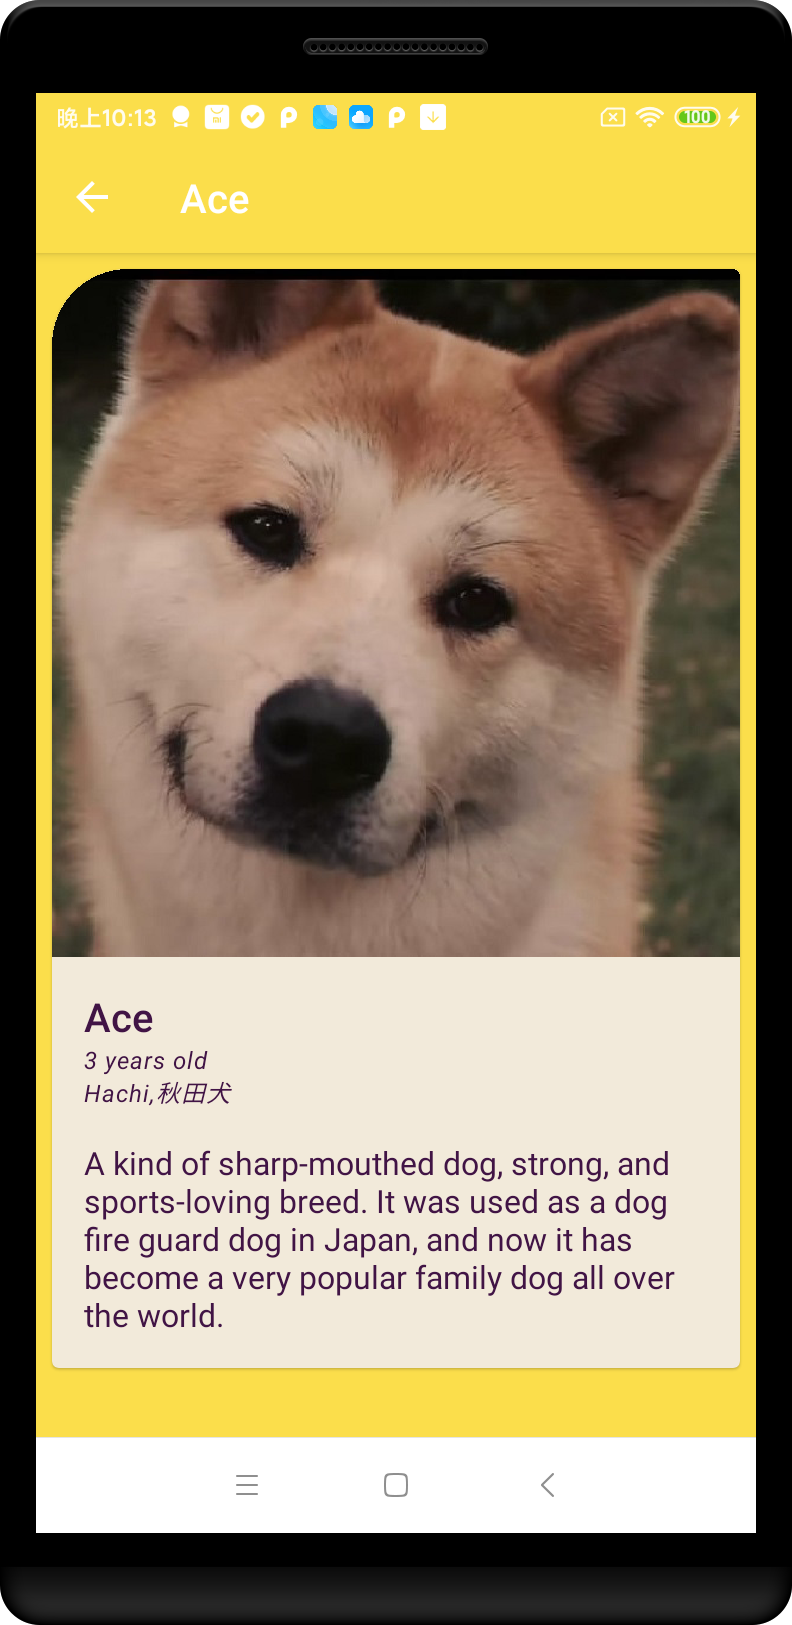 晚上10:13
100
Ace
Ace
3 years old
Hachi,秋田犬
A kind of sharp-mouthed dog, strong, and
sports-loving breed. It was used as a dog
fire guard dog in Japan, and now it has
become a very popular family dog all over
the world.